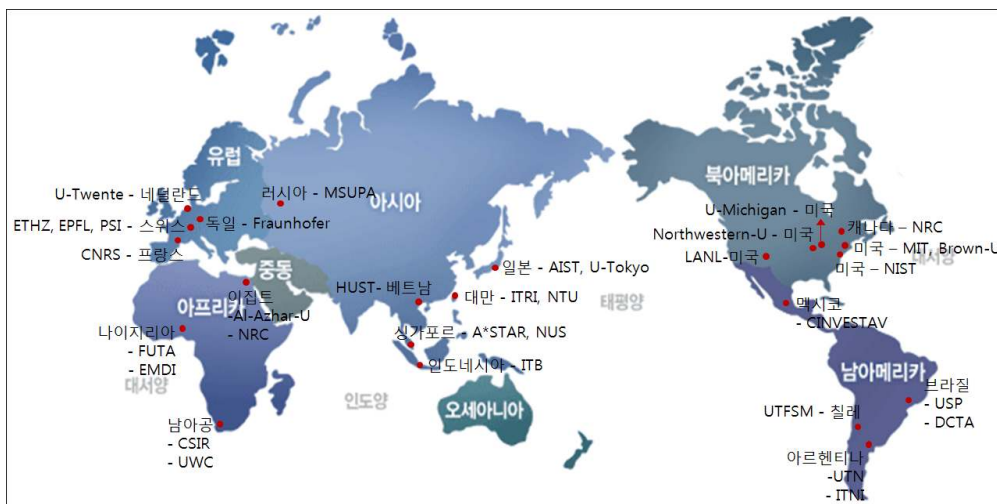 유럽
U-Twente - 네덜란드
러시아 - MSUPA
아시아
ETHZ, EPFL, PSI - 스위스
독일 - Fraunhofer
CNRS - 프랑스
중동
일본 - AIST, U-Tokyo
아프리카
이집트
-Al-Azhar-U
- NRC
HUST- 베트남
대만 - ITRI, NTU
태평양
나이지리아
- FUTA
- EMDI
싱가포르 - A*STAR, NUS
인도네시아 - ITB
대서양
인도양
오세아니아
남아공
- CSIR
- UWC
북아메리카
U-Michigan - 미국
캐나다 – NRC
Northwestern-U - 미국
미국 – MIT, Brown-U
LANL-미국
대서양
미국 – NIST
멕시코
- CINVESTAV
남아메리카
브라질
- USP
- DCTA
UTFSM - 칠레
아르헨티나
-UTN
- ITNI